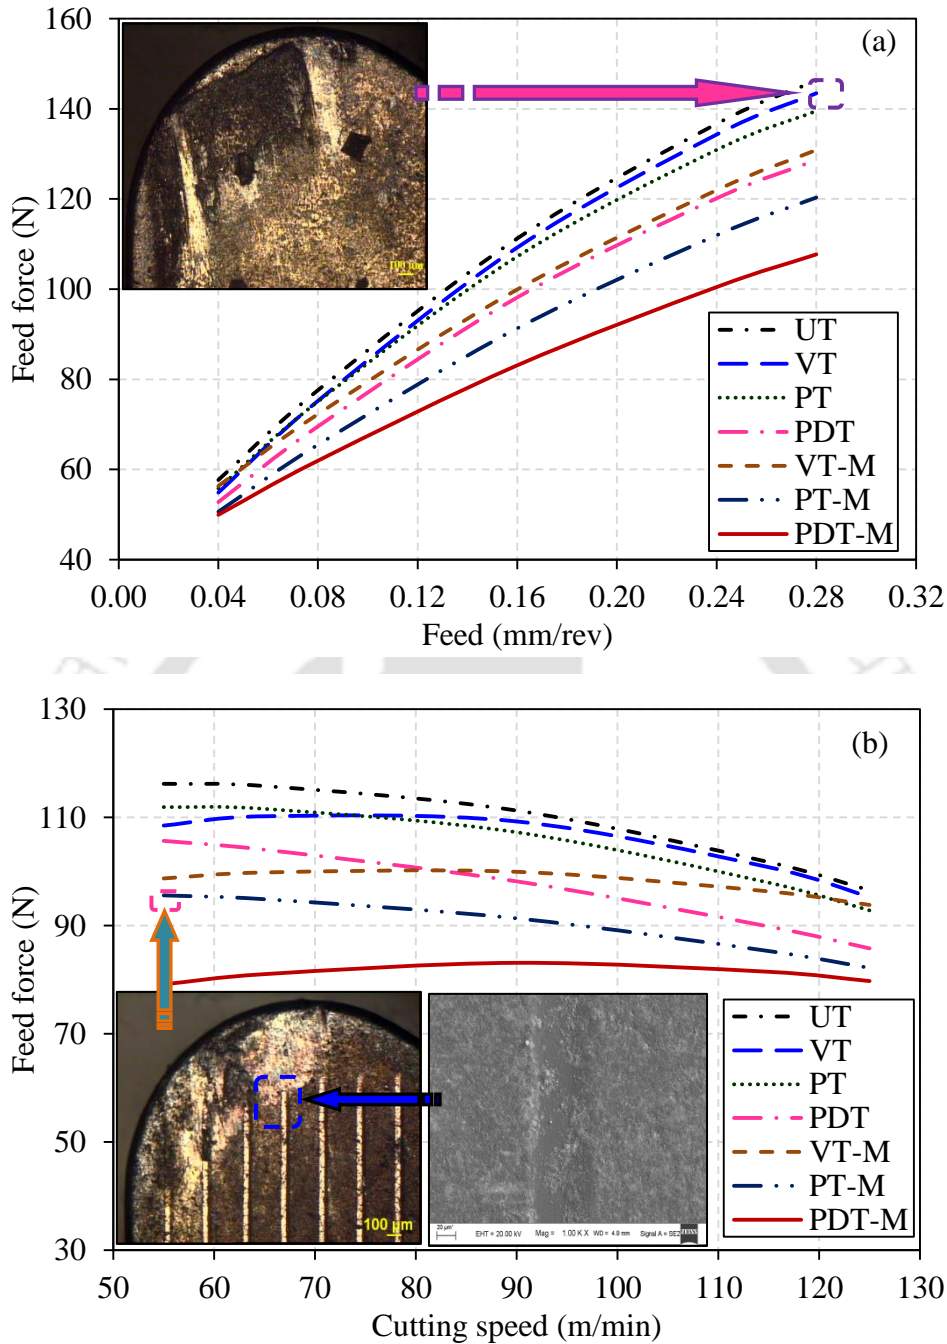 160
140
120
100
80
60
40
Feed force (N)
(a)
100 µm
UT
VT
PT
PDT
VT-M
PT-M
PDT-M
0.00 0.04 0.08 0.12 0.16 0.20 0.24 0.28 0.32
Feed (mm/rev)
130
110
90
70
50
30
Feed force (N)
(b)
100 µm
20 µm*
EHT = 20.00 kV Mag = 1.00 K X WD = 4.9 mm Signal A = SE2
ZEISS
UT
VT
PT
PDT
VT-M
PT-M
PDT-M
50 60 70 80 90 100 110 120 130
Cutting speed (m/min)